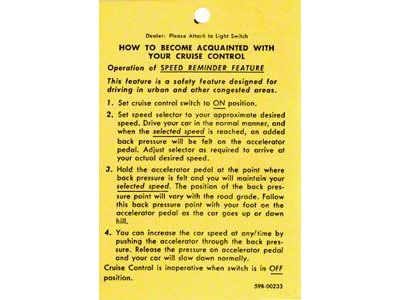 Dealer: Please Attach to Light Switch
HOW TO BECOME ACQUAINTED WITH
YOUR CRUISE CONTROL
Operation of SPEED REMINDER FEATURE
This feature is a safety feature designed for
driving in urban and other congested areas.
1. Set cruise control switch to ON position.
2. Set speed selector to your approximate desired
speed. Drive your car in the normal manner, and
when the selected speed is reached, an added
back pressure will be felt on the accelerator
pedal. Adjust selector as required to arrive at
your actual desired speed.
3. Hold the accelerator pedal at the point where
back pressure is felt and you will maintain your
selected speed. The position of the back pres-
sure point will vary with the road grade. Follow
this back pressure point with your foot on the
accelerator pedal as the car goes up or down
hill.
4. You can increase the car speed at any/time by
pushing the accelerator through the back pres-
sure. Release the pressure on accelerator pedal
and your car will slow down normally.
Cruise Control is inoperative when switch is in OFF
position.
598-00233